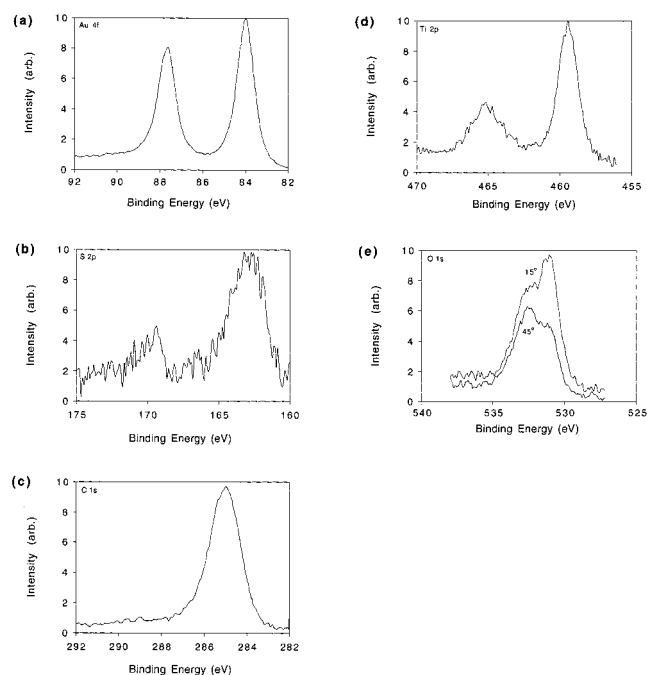 (a)
Au 4f
Intensity (arb.)
10
8
6
4
2
0
92 90 88 86 84 82
Binding Energy (eV)
(b)
S 2p
Intensity (arb.)
10
8
6
4
2
0
175 170 165 160
Binding Energy (eV)
(c)
C 1s
Intensity (arb.)
10
8
6
4
2
0
292 290 288 286 284 282
Binding Energy (eV)
(d)
Ti 2p
Intensity (arb.)
10
8
6
4
2
0
470 465 460 455
Binding Energy (eV)
(e)
O 1s
15°
45°
Intensity (arb.)
10
8
6
4
2
0
540 535 530 525
Binding Energy (eV)